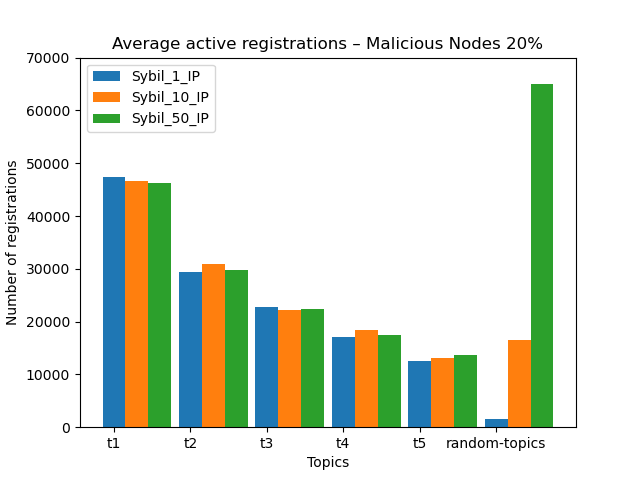 Average active registrations – Malicious Nodes 20%
70000
60000
50000
40000
30000
20000
10000
0
Number of registrations
Sybil_1_IP
Sybil_10_IP
Sybil_50_IP
t1
t2
t3
t4
t5
random-topics
Topics